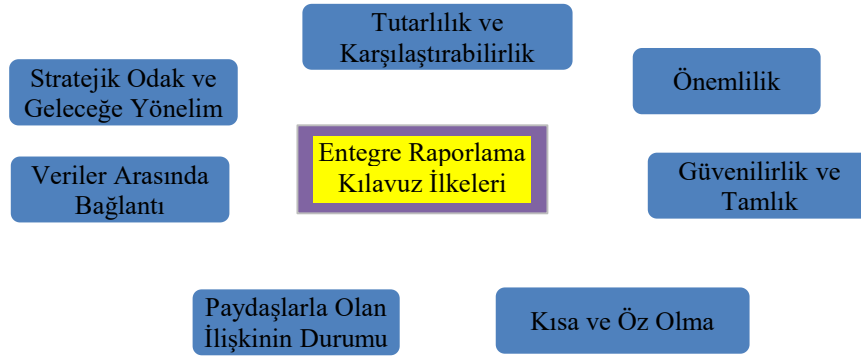 Tutarlılık ve
Karşılaştırabilirlik
Stratejik Odak ve
Geleceğe Yönelim
Önemlilik
Entegre Raporlama
Kılavuz İlkeleri
Veriler Arasında
Bağlantı
Güvenilirlik ve
Tamlık
Paydaşlarla Olan
İlişkinin Durumu
Kısa ve Öz Olma